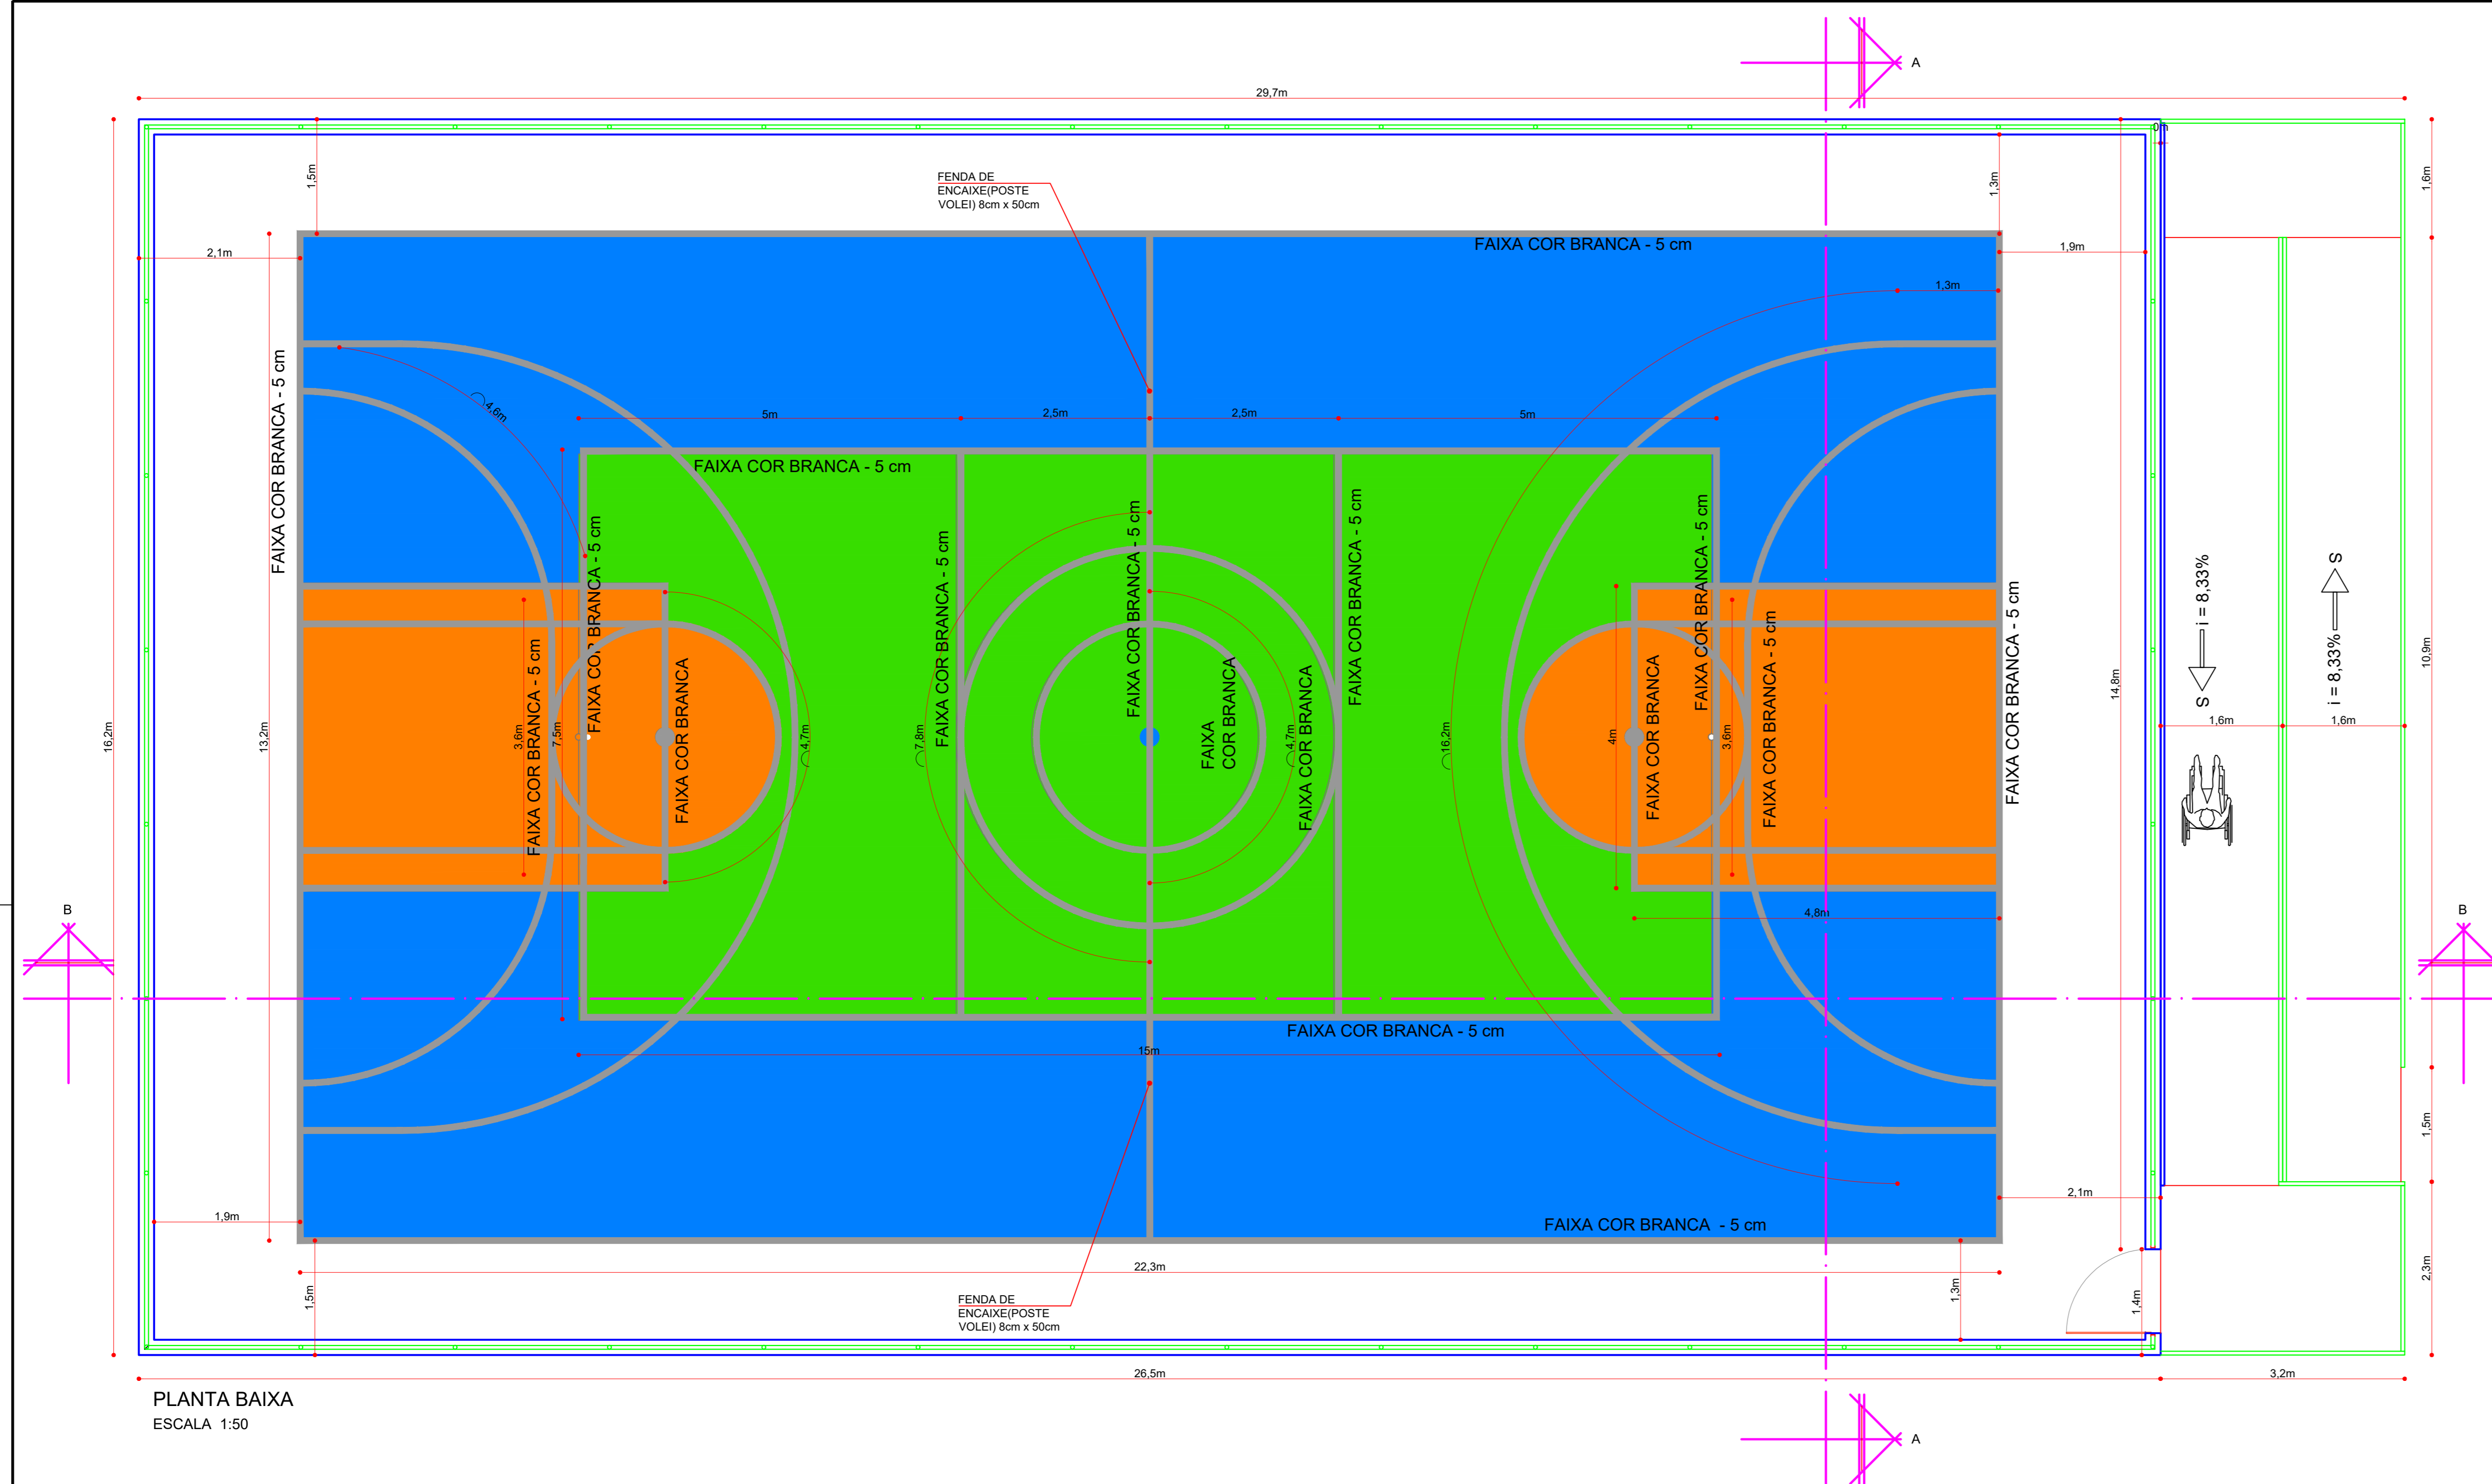 A
29,7m
0m
1,5m
FENDA DE
ENCAIXE(POSTE
VOLEI) 8cm x 50cm
1,3m
1,6m
FAIXA COR BRANCA - 5 cm
2,1m
1,9m
1,3m
FAIXA COR BRANCA - 5 cm
4,6m
5m
2,5m
2,5m
5m
FAIXA COR BRANCA - 5 cm
FAIXA COR BRANCA - 5 cm
FAIXA COR BRANCA - 5 cm
FAIXA COR BRANCA - 5 cm
FAIXA COR BRANCA - 5 cm
FAIXA COR BRANCA - 5 cm
FAIXA COR BRANCA - 5 cm
FAIXA COR BRANCA - 5 cm
FAIXA COR BRANCA - 5 cm
FAIXA COR BRANCA
FAIXA
COR BRANCA
FAIXA COR BRANCA
FAIXA COR BRANCA
FAIXA COR BRANCA - 5 cm
16,2m
13,2m
3,6m
7,5m
4,7m
7,8m
4,7m
16,2m
4m
3,6m
14,8m
S
i = 8,33%
i = 8,33%
S
10,9m
1,6m
1,6m
B
B
4,8m
FAIXA COR BRANCA - 5 cm
15m
1,5m
2,1m
1,9m
FAIXA COR BRANCA - 5 cm
22,3m
1,5m
FENDA DE
ENCAIXE(POSTE
VOLEI) 8cm x 50cm
1,3m
1,4m
2,3m
26,5m
3,2m
PLANTA BAIXA
ESCALA 1:50
A